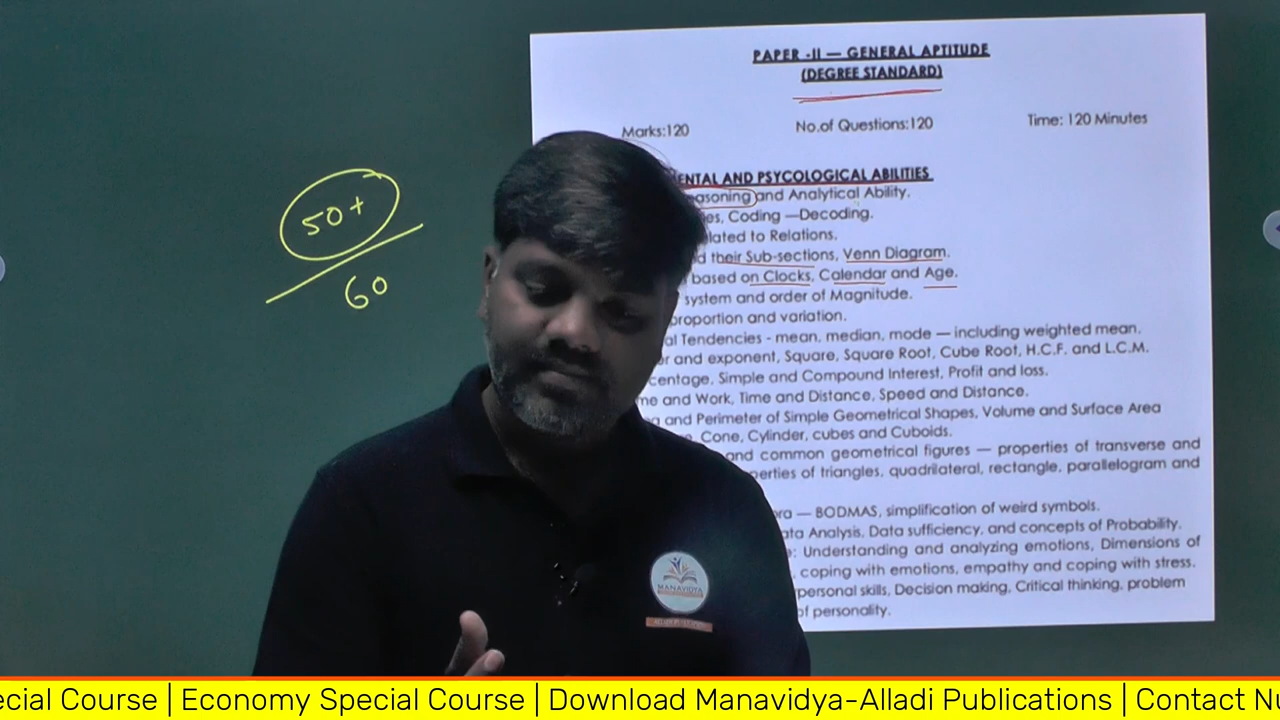 PAPER -II — GENERAL APTITUDE
(DEGREE STANDARD)
Marks:120 No.of Questions:120 Time: 120 Minutes
ENTAL AND PSYCOLOGICAL ABILITIES
asoning and Analytical Ability.
es, Coding —Decoding.
lated to Relations.
d their Sub-sections, Venn Diagram.
based on Clocks, Calendar and Age.
system and order of Magnitude.
proportion and variation.
al Tendencies - mean, median, mode — including weighted mean.
er and exponent, Square, Square Root, Cube Root, H.C.F. and L.C.M.
centage, Simple and Compound Interest, Profit and loss.
me and Work, Time and Distance, Speed and Distance.
and Perimeter of Simple Geometrical Shapes, Volume and Surface Area
Cone, Cylinder, cubes and Cuboids.
and common geometrical figures — properties of transverse and
perties of triangles, quadrilateral, rectangle, parallelogram and
ra — BODMAS, simplification of weird symbols.
ata Analysis, Data sufficiency, and concepts of Probability.
e: Understanding and analyzing emotions, Dimensions of
, coping with emotions, empathy and coping with stress.
personal skills, Decision making, Critical thinking, problem
of personality.
50+
60
MANAVIDYA
ecial Course | Economy Special Course | Download Manavidya-Alladi Publications | Contact Nu